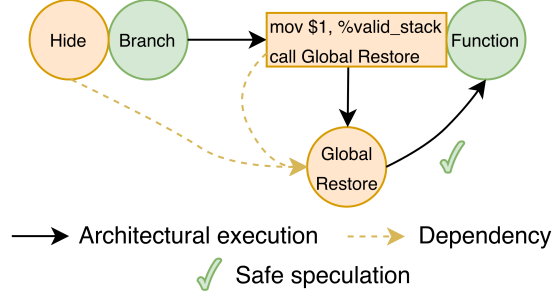 Hide
Branch
mov $1, %valid_stack
call Global Restore
Function
Global
Restore
Architectural execution
Dependency
Safe speculation